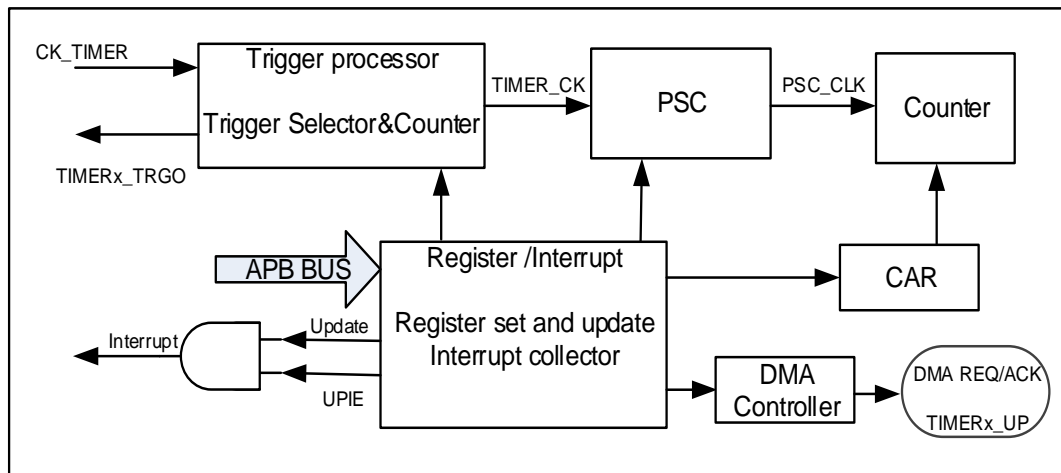 CK_TIMER
TIMERx_TRGO
Trigger processor
Trigger Selector&Counter
TIMER_CK
PSC
PSC_CLK
Counter
APB BUS
Register /Interrupt
Register set and update
Interrupt collector
CAR
Interrupt
Update
UPIE
DMA
Controller
DMA REQ/ACK
TIMERx_UP